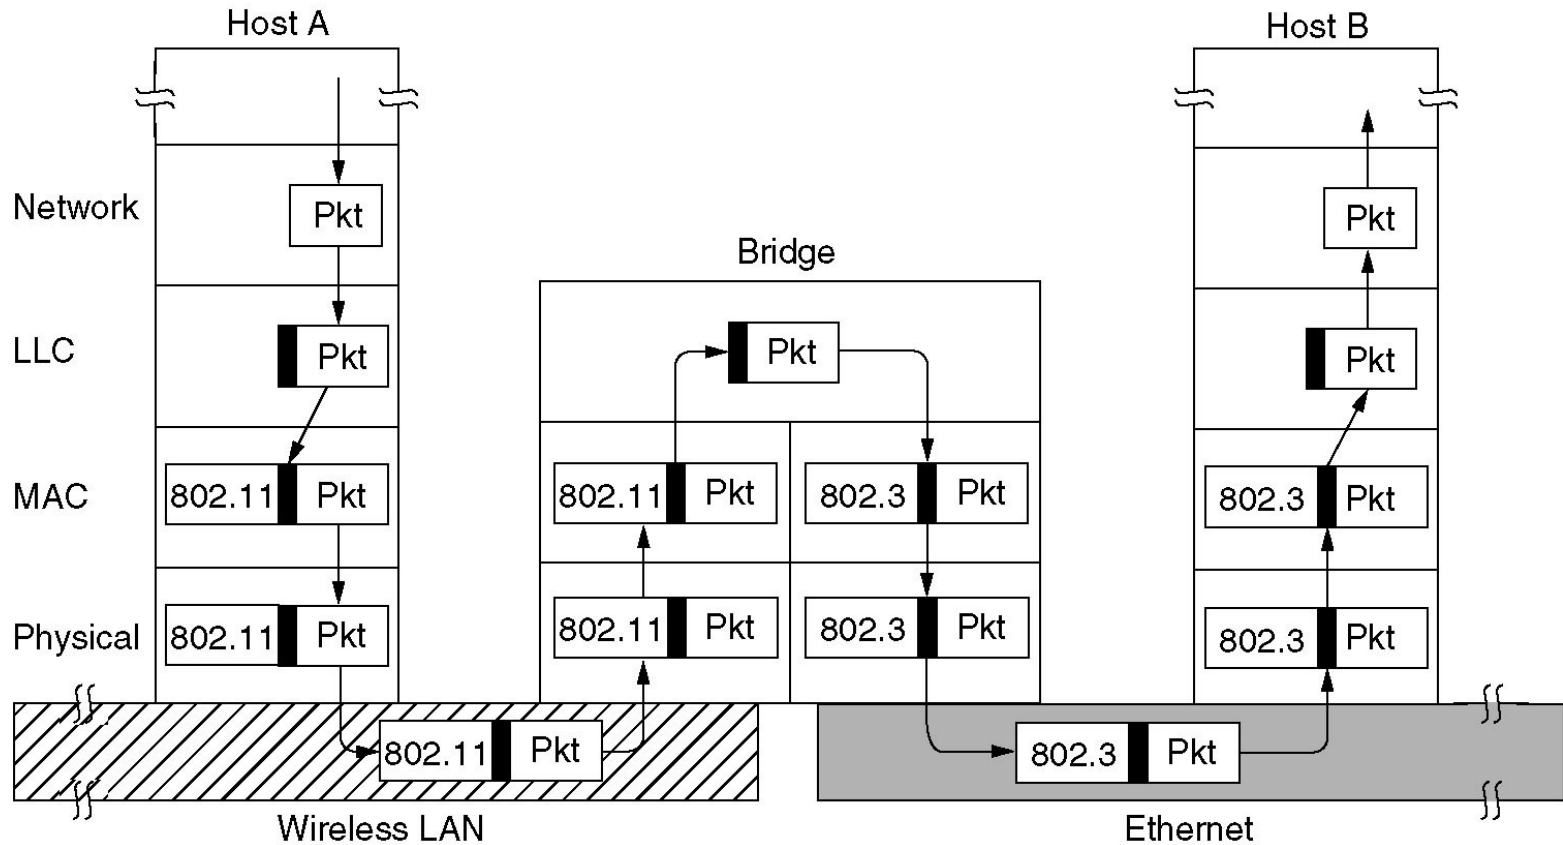 Host A
Host B
Network
Pkt
Pkt
Bridge
LLC
Pkt
Pkt
Pkt
MAC
802.11 Pkt
802.11 Pkt
802.3 Pkt
802.3 Pkt
Physical
802.11 Pkt
802.11 Pkt
802.3 Pkt
802.3 Pkt
802.11 Pkt
802.3 Pkt
Wireless LAN
Ethernet